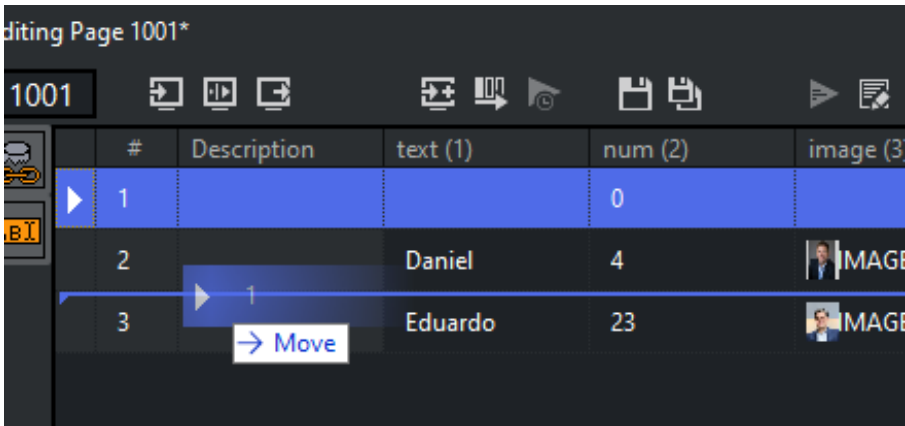 diting Page 1001*
1001
# Description text (1) num (2) image (3)
1 0
2 Daniel 4 IMAGE
1
3 Eduardo 23 IMAGE
→ Move